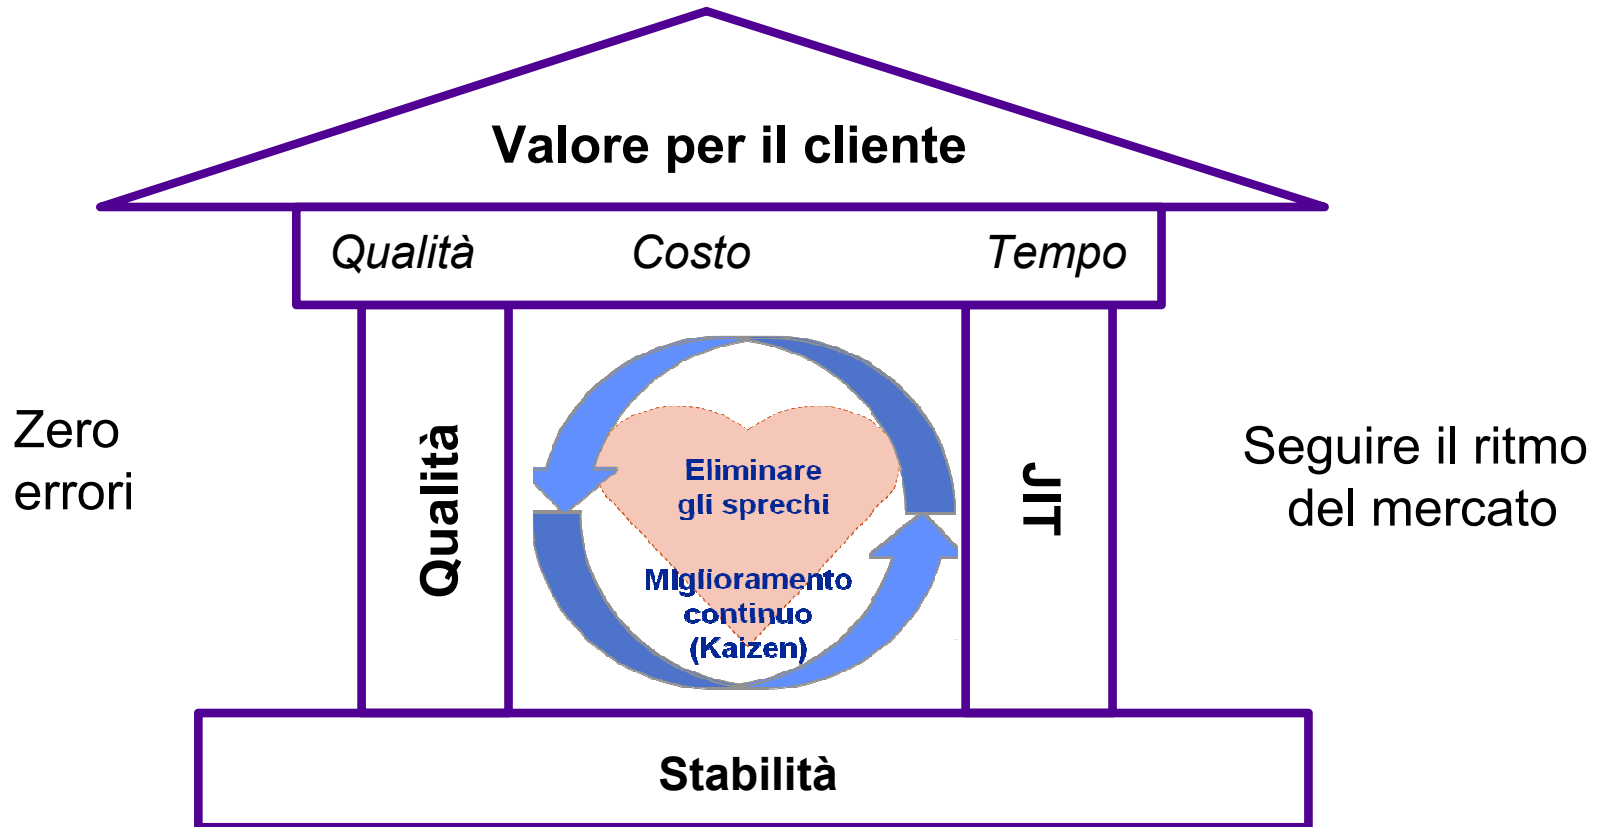 Valore per il cliente
Qualità Costo Tempo
Zero
errori
Qualità
Eliminare
gli sprechi
MIglioramento
continuo
(Kaizen)
JIT
Seguire il ritmo
del mercato
Stabilità